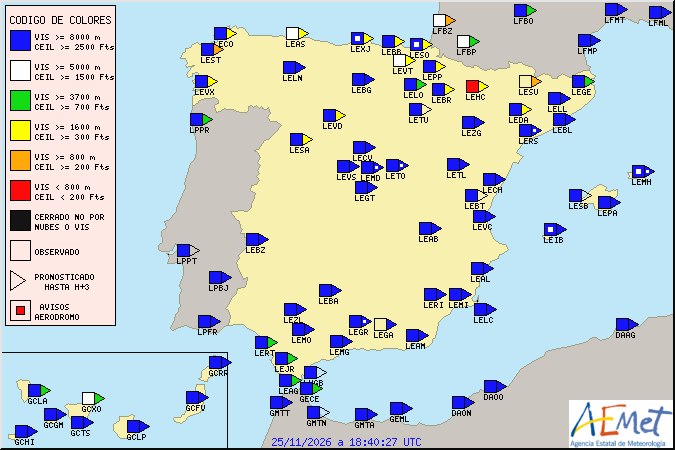 CODIGO DE COLORES
VIS >= 8000 m
CEIL >= 2500 Fts
VIS >= 5000 m
CEIL >= 1500 Fts
VIS >= 3700 m
CEIL >= 700 Fts
VIS >= 1600 m
CEIL >= 300 Fts
VIS >= 800 m
CEIL >= 200 Fts
VIS < 800 m
CEIL < 200 Fts
CERRADO NO POR
NUBES O VIS
OBSERVADO
PRONOSTICADO
HASTA H+3
AVISOS
AERODROMO
LFBO
LFMT
LFML
LFBZ
LECO
LEAS
LEXJ
LEBB
LESO
LFBP
LFMP
LEST
LEVT
LEPP
LELN
LEBG
LELO
LEBR
LEHC
LESU
LEGE
LEVX
LELL
LETU
LEDA
LEBL
LPPR
LEVD
LEZG
LERS
LESA
LECV
LEVS
LEMD
LETO
LETL
LEMH
LEGT
LECH
LEBT
LESB
LEPA
LEVC
LEAB
LEIB
LEBZ
LPPT
LEAL
LPBJ
LEBA
LERI
LEMI
LELC
LEZL
LPFR
LEGR
LEGA
DAAG
LEMO
LERT
LEMG
LEAM
LEJR
GCRR
LEAG
LXGB
GCLA
GCXO
GCFV
GECE
DAOO
GMTT
GEML
DAON
GCGM
GCTS
GMTN
GMTA
GCHI
GCLP
25/11/2026 a 18:40:27 UTC
AEMet
Agencia Estatal de Meteorología